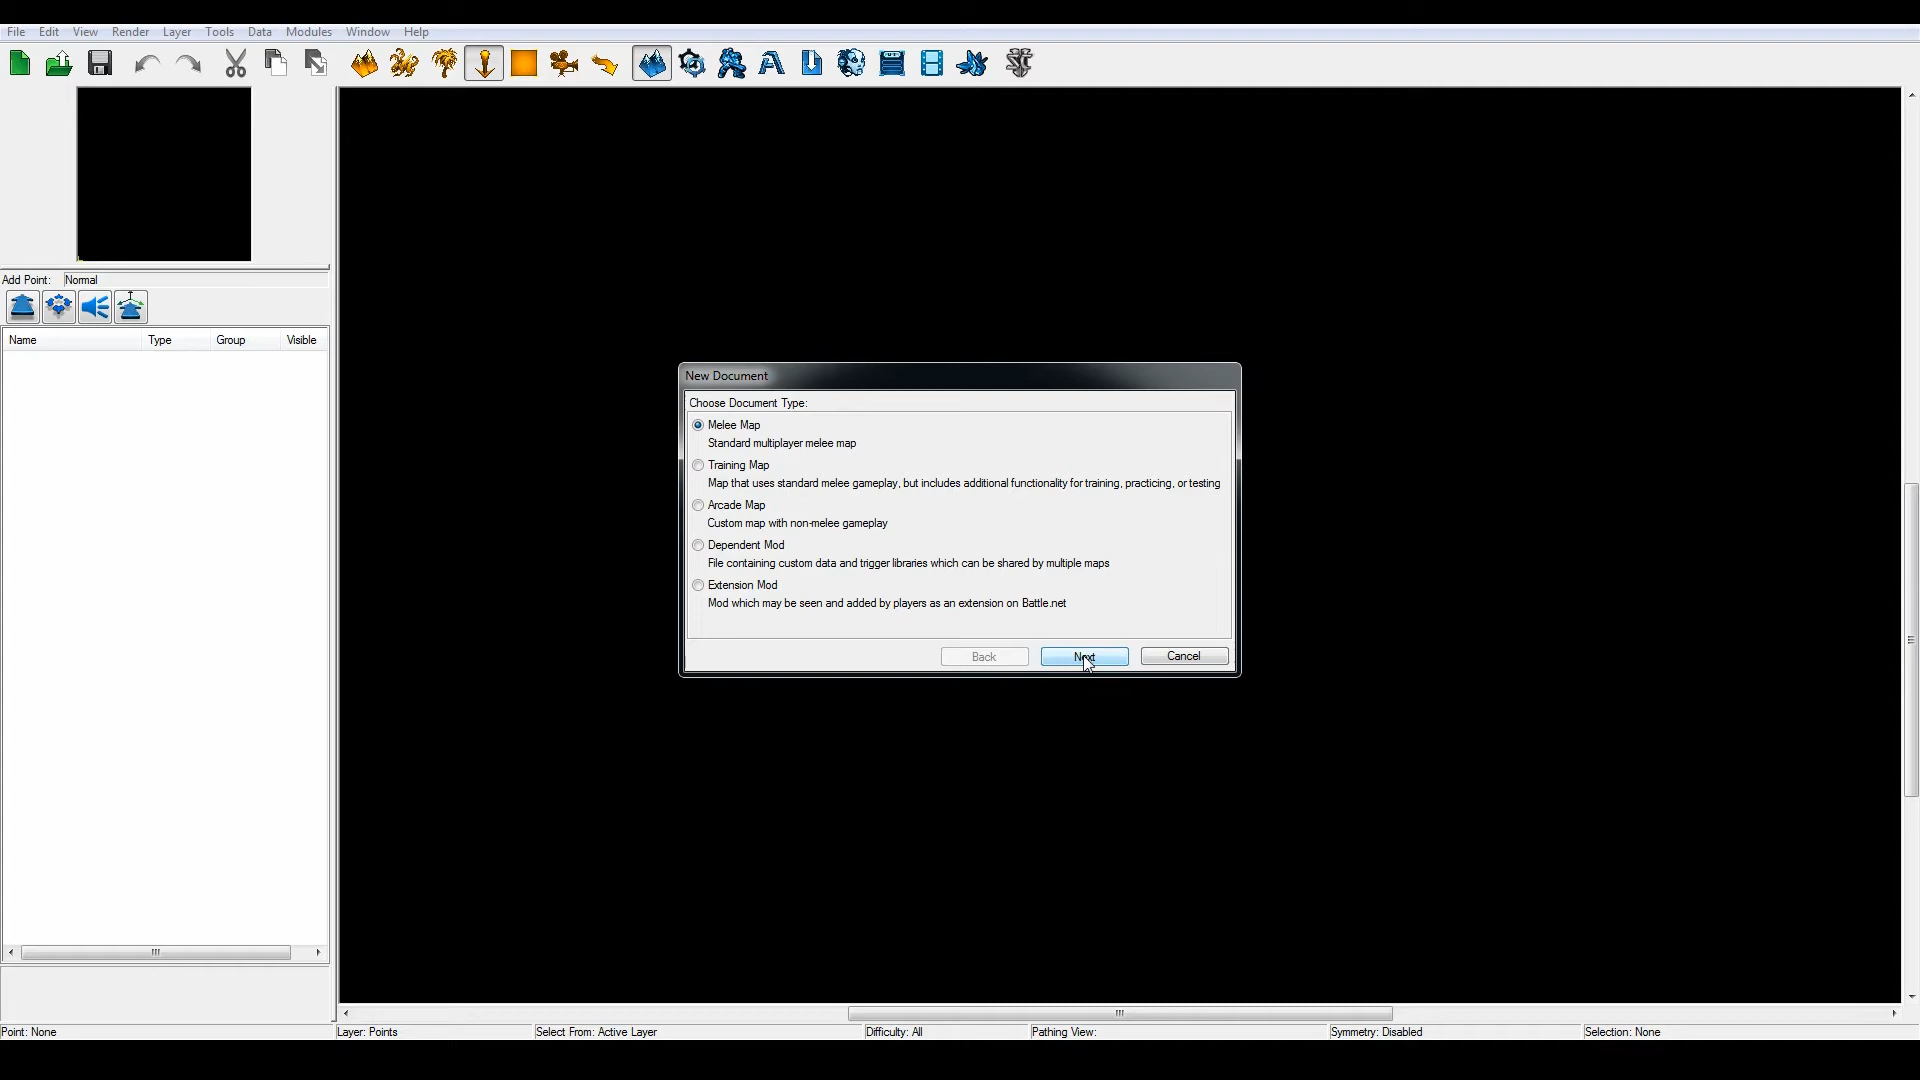 File Edit View Render Layer Tools Data Modules Window Help
Add Point: Normal
Name Type Group Visible
New Document
Choose Document Type:
Melee Map
Standard multiplayer melee map
Training Map
Map that uses standard melee gameplay, but includes additional functionality for training, practicing, or testing
Arcade Map
Custom map with non-melee gameplay
Dependent Mod
File containing custom data and trigger libraries which can be shared by multiple maps
Extension Mod
Mod which may be seen and added by players as an extension on Battle.net
Back Next Cancel
Point: None Layer: Points Select From: Active Layer Difficulty: All Pathing View: Symmetry: Disabled Selection: None